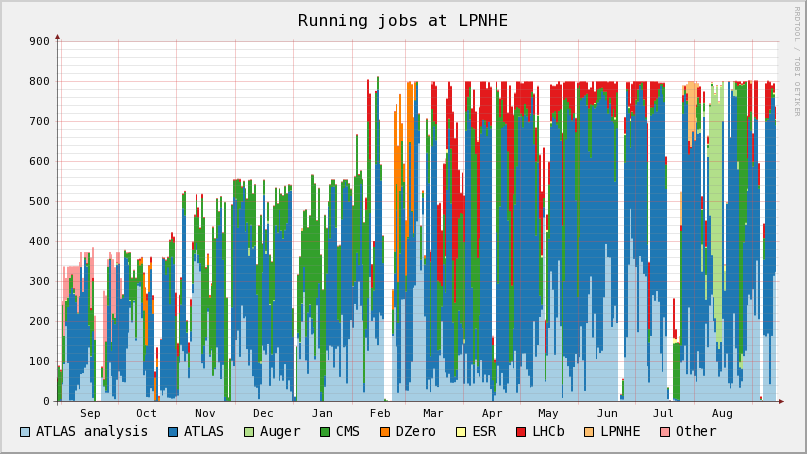 Running jobs at LPNHE
RRDTOOL / TOBI OETIKER
900
800
700
600
500
400
300
200
100
0
Sep Oct Nov Dec Jan Feb Mar Apr May Jun Jul Aug
ATLAS analysis ATLAS Auger CMS DZero ESR LHCb LPNHE Other